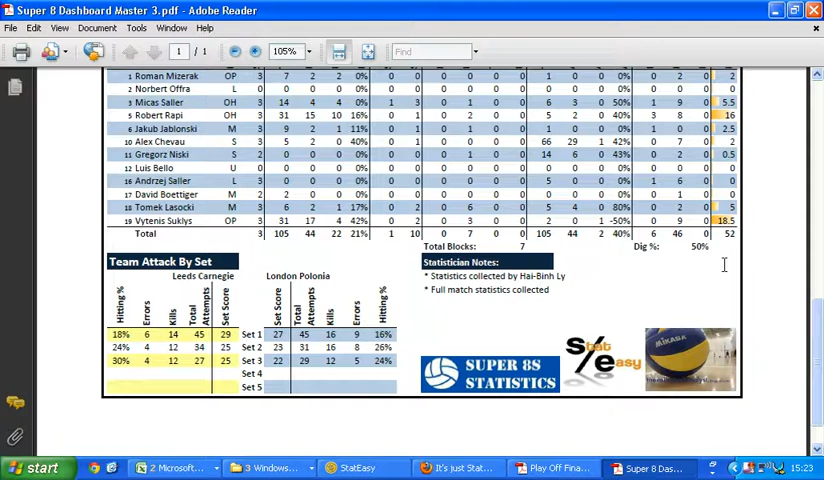 Super 8 Dashboard Master 3.pdf - Adobe Reader
File Edit View Document Tools Window Help
1 / 1 105% Find
1 Roman Mizerak OP 3 7 2 2 0% 0 0 0 0 0 1 0 0 0% 0 2 0 2
2 Norbert Offra L 0 0 0 0 0% 0 0 0 0 0 0 0 0 0% 0 0 0 0
3 Micas Saller OH 3 14 4 4 0% 1 3 0 1 0 6 3 0 50% 1 9 0 5.5
5 Robert Rapi OH 3 31 15 10 16% 0 1 0 2 0 5 2 0 40% 3 8 0 16
6 Jakub Jablonski M 3 9 2 1 11% 0 1 0 1 0 1 0 0 0% 0 4 0 2.5
10 Alex Chevau S 3 5 2 0 40% 0 2 0 0 0 66 29 1 42% 0 7 0 2
11 Gregorz Niski S 2 0 0 0 0% 0 0 0 1 0 14 6 0 43% 0 2 0 0.5
12 Luis Bello U 0 0 0 0 0% 0 0 0 0 0 0 0 0 0% 0 0 0 0
16 Andrzej Saller L 3 0 0 0 0% 0 0 0 0 0 5 0 0 0% 1 6 0 0
17 David Boettiger M 2 2 0 0 0% 0 0 0 0 0 0 0 0 0% 0 1 0 0
18 Tomek Lasocki M 3 6 2 1 17% 0 1 0 2 0 5 4 0 80% 0 2 0 5
19 Vytenis Suklys OP 3 31 17 4 42% 0 2 0 0 0 2 0 1 -50% 0 9 0 18.5
Total 3 105 44 22 21% 1 10 0 7 0 105 44 2 40% 6 46 0 52
Total Blocks: 7 Dig %: 50%
Team Attack By Set
Leeds Carnegie London Polonia
Hitting % Errors Kills Total Attempts Set Score Set Score Total Attempts Kills Errors Hitting %
18% 6 14 45 29 Set 1 27 45 16 9 16%
24% 4 12 34 25 Set 2 23 31 16 8 26%
30% 4 12 27 25 Set 3 22 29 12 5 24%
Set 4
Set 5
Statistician Notes:
* Statistics collected by Hai-Binh Ly
* Full match statistics collected
SUPER 8S
STATISTICS
Stat
Easy
MIKASA
start 2 Microsoft... 3 Windows... StatEasy It's just Stat... Play Off Fina... Super 8 Das... 15:23